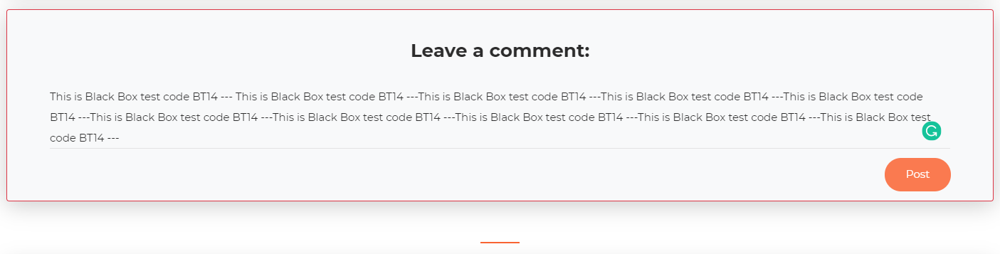 Leave a comment:
This is Black Box test code BT14 --- This is Black Box test code BT14 ---This is Black Box test code BT14 ---This is Black Box test code BT14 ---This is Black Box test code
BT14 ---This is Black Box test code BT14 ---This is Black Box test code BT14 ---This is Black Box test code BT14 ---This is Black Box test code BT14 ---This is Black Box test
code BT14 ---
Post